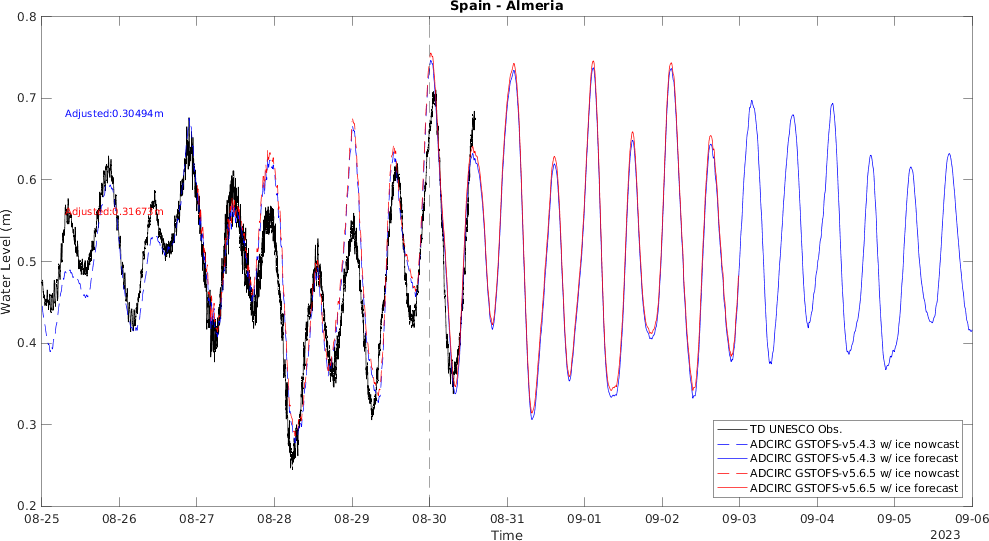 Spain - Almeria
0.8
0.7
0.6
0.5
0.4
0.3
0.2
Water Level (m)
Adjusted:0.30494m
Adjusted:0.31673m
TD UNESCO Obs.
ADCIRC GSTOFS-v5.4.3 w/ ice nowcast
ADCIRC GSTOFS-v5.4.3 w/ ice forecast
ADCIRC GSTOFS-v5.6.5 w/ ice nowcast
ADCIRC GSTOFS-v5.6.5 w/ ice forecast
08-25 08-26 08-27 08-28 08-29 08-30 08-31 09-01 09-02 09-03 09-04 09-05 09-06
Time
2023